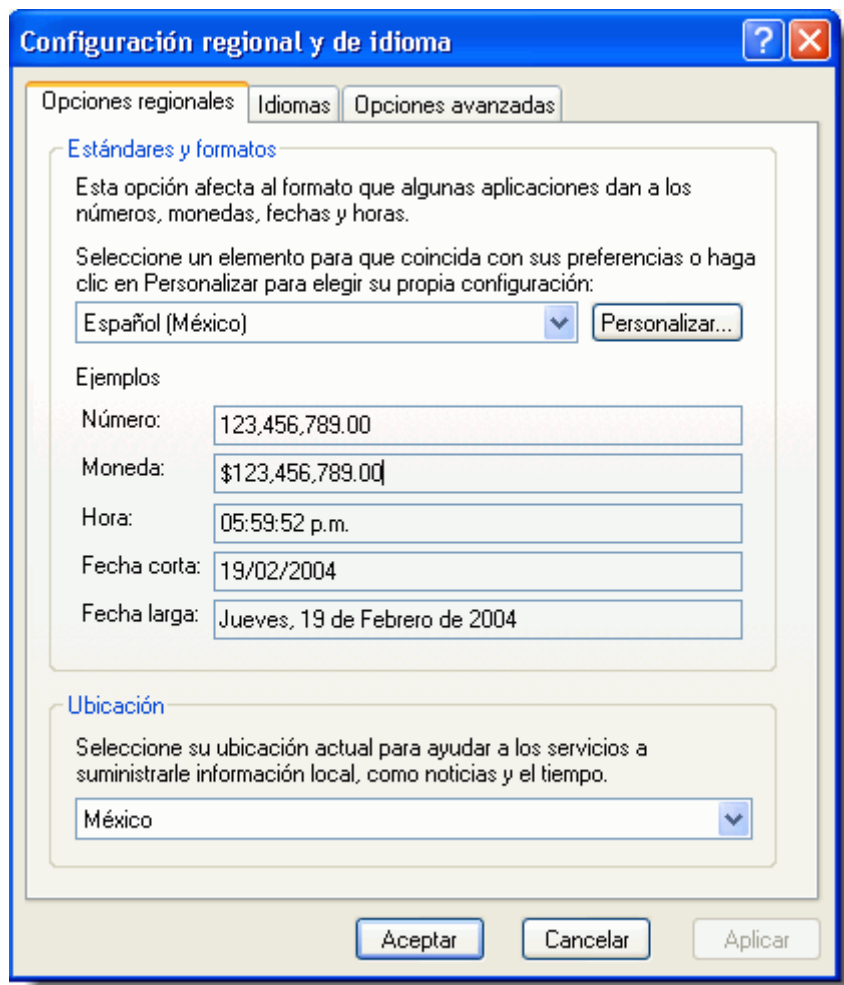 Configuración regional y de idioma
Opciones regionales
Idiomas
Opciones avanzadas
Estándares y formatos
Esta opción afecta al formato que algunas aplicaciones dan a los
números, monedas, fechas y horas.
Seleccione un elemento para que coincida con sus preferencias o haga
clic en Personalizar para elegir su propia configuración:
Español (México)
Personalizar...
Ejemplos
Número:
123,456,789.00
Moneda:
$123,456,789.00
Hora:
05:59:52 p.m.
Fecha corta:
19/02/2004
Fecha larga:
Jueves, 19 de Febrero de 2004
Ubicación
Seleccione su ubicación actual para ayudar a los servicios a
suministrarle información local, como noticias y el tiempo.
México
Aceptar
Cancelar
Aplicar